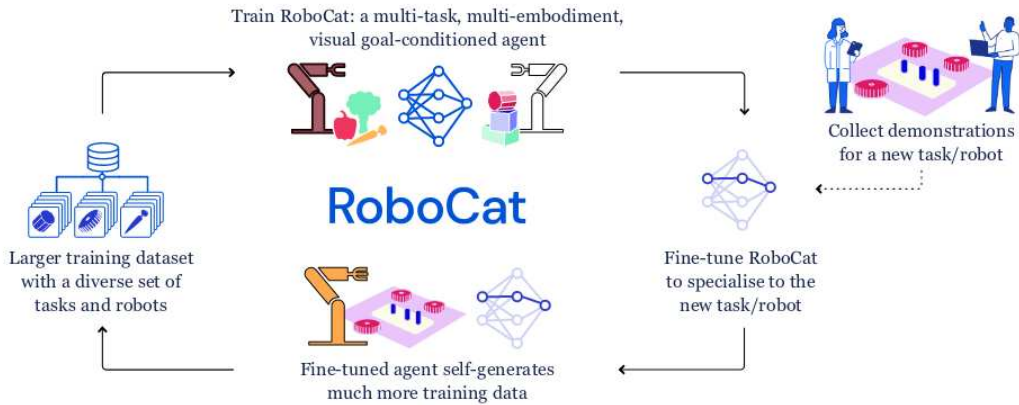 Train RoboCat: a multi-task, multi-embodiment,
visual goal-conditioned agent
Collect demonstrations
for a new task/robot
RoboCat
Larger training dataset
with a diverse set of
tasks and robots
Fine-tune RoboCat
to specialise to the
new task/robot
Fine-tuned agent self-generates
much more training data